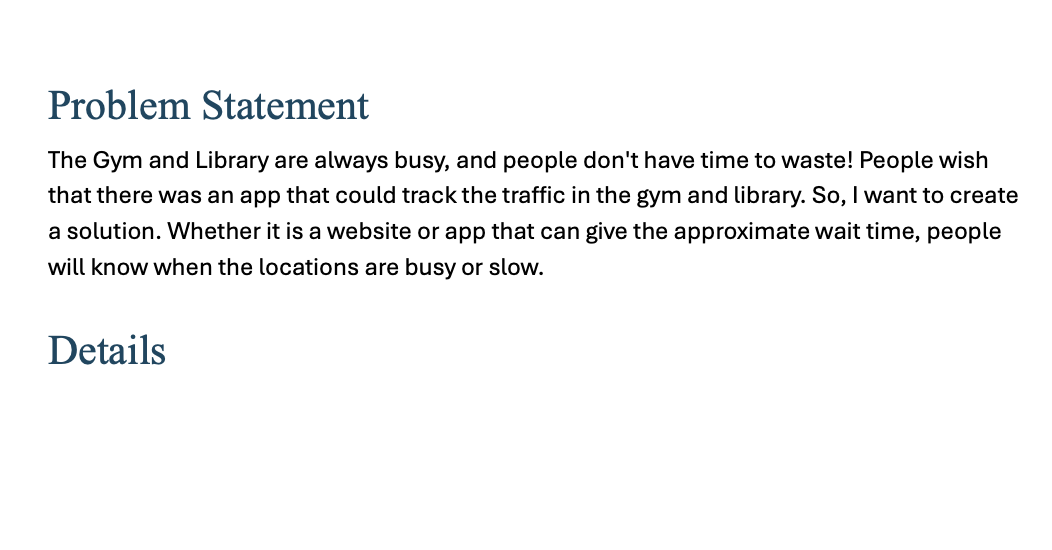 Problem Statement
The Gym and Library are always busy, and people don't have time to waste! People wish
that there was an app that could track the traffic in the gym and library. So, I want to create
a solution. Whether it is a website or app that can give the approximate wait time, people
will know when the locations are busy or slow.
Details